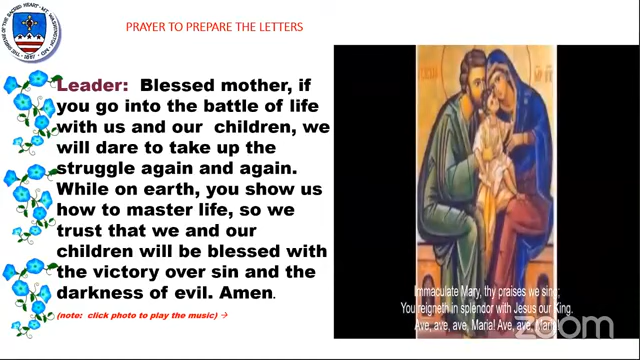 PRAYER TO PREPARE THE LETTERS
Leader: Blessed mother, if
you go into the battle of life
with us and our children, we
will dare to take up the
struggle again and again.
While on earth, you show us
how to master life, so we
trust that we and our
children will be blessed with
the victory over sin and the
darkness of evil. Amen.
(note: click photo to play the music) →
Immaculate Mary, thy praises we sing;
You reigneth in splendor with Jesus our King.
Ave, ave, ave, Maria! Ave, ave, Maria!
zoom